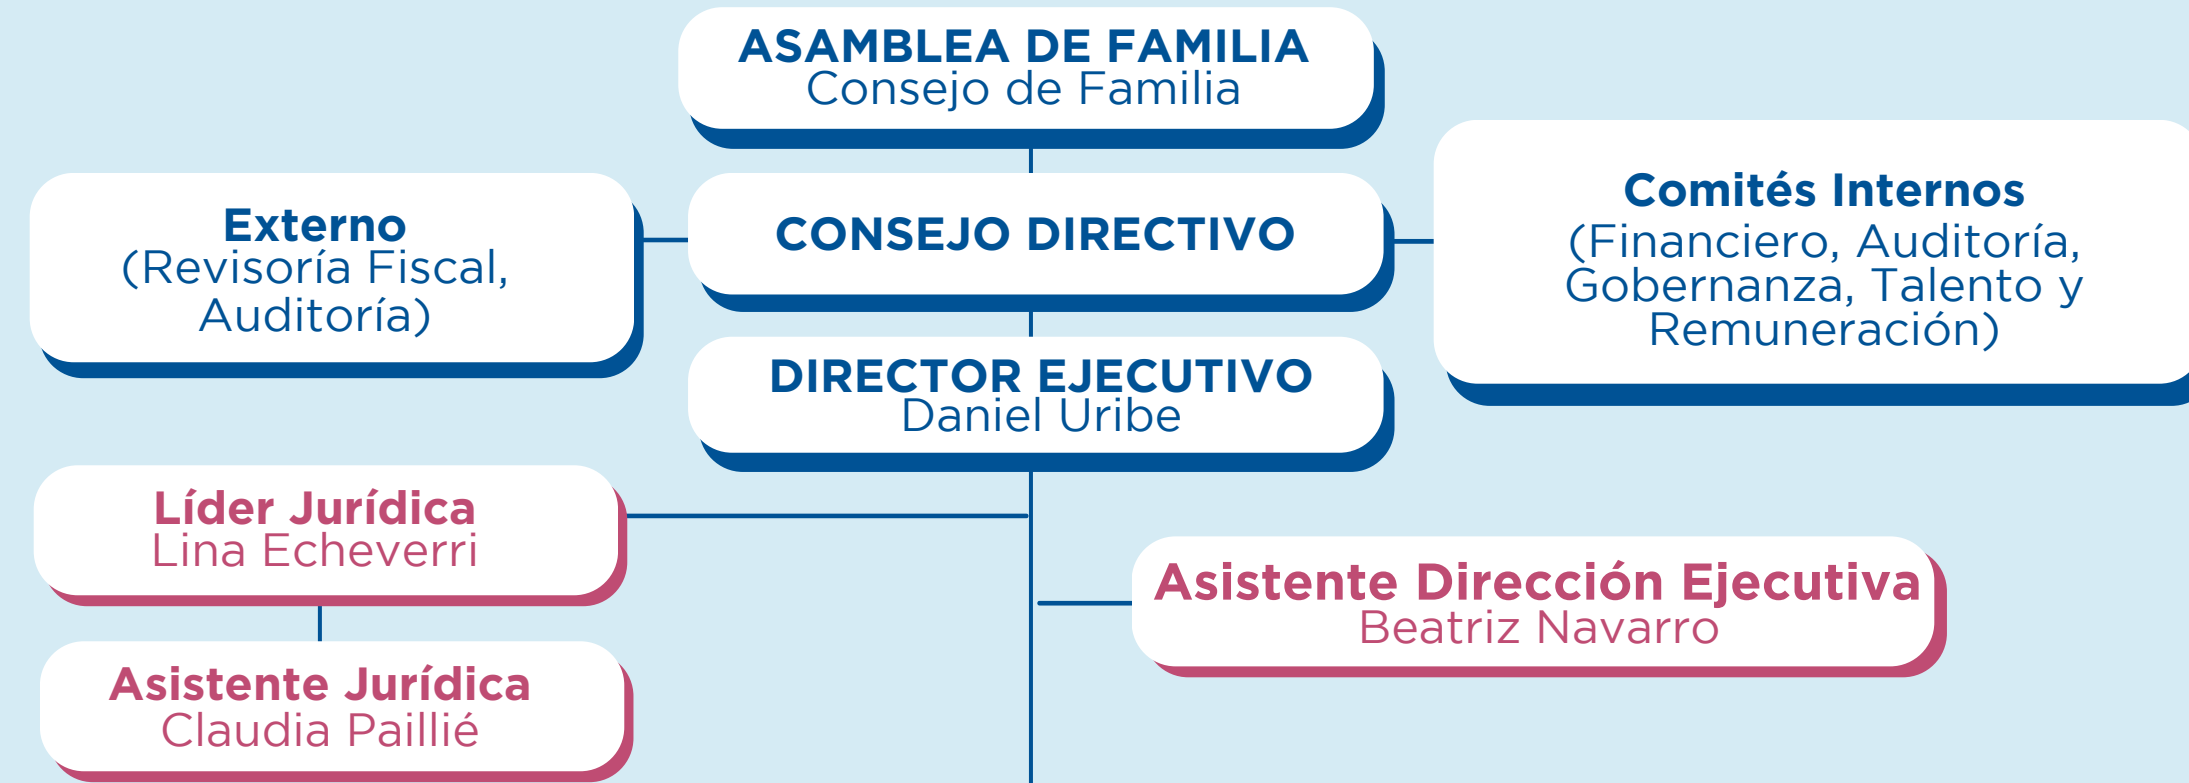 ASAMBLEA DE FAMILIA
Consejo de Familia
Externo
(Revisoría Fiscal,
Auditoría)
CONSEJO DIRECTIVO
Comités Internos
(Financiero, Auditoría,
Gobernanza, Talento y
Remuneración)
DIRECTOR EJECUTIVO
Daniel Uribe
Líder Jurídica
Lina Echeverri
Asistente Dirección Ejecutiva
Beatriz Navarro
Asistente Jurídica
Claudia Paillié